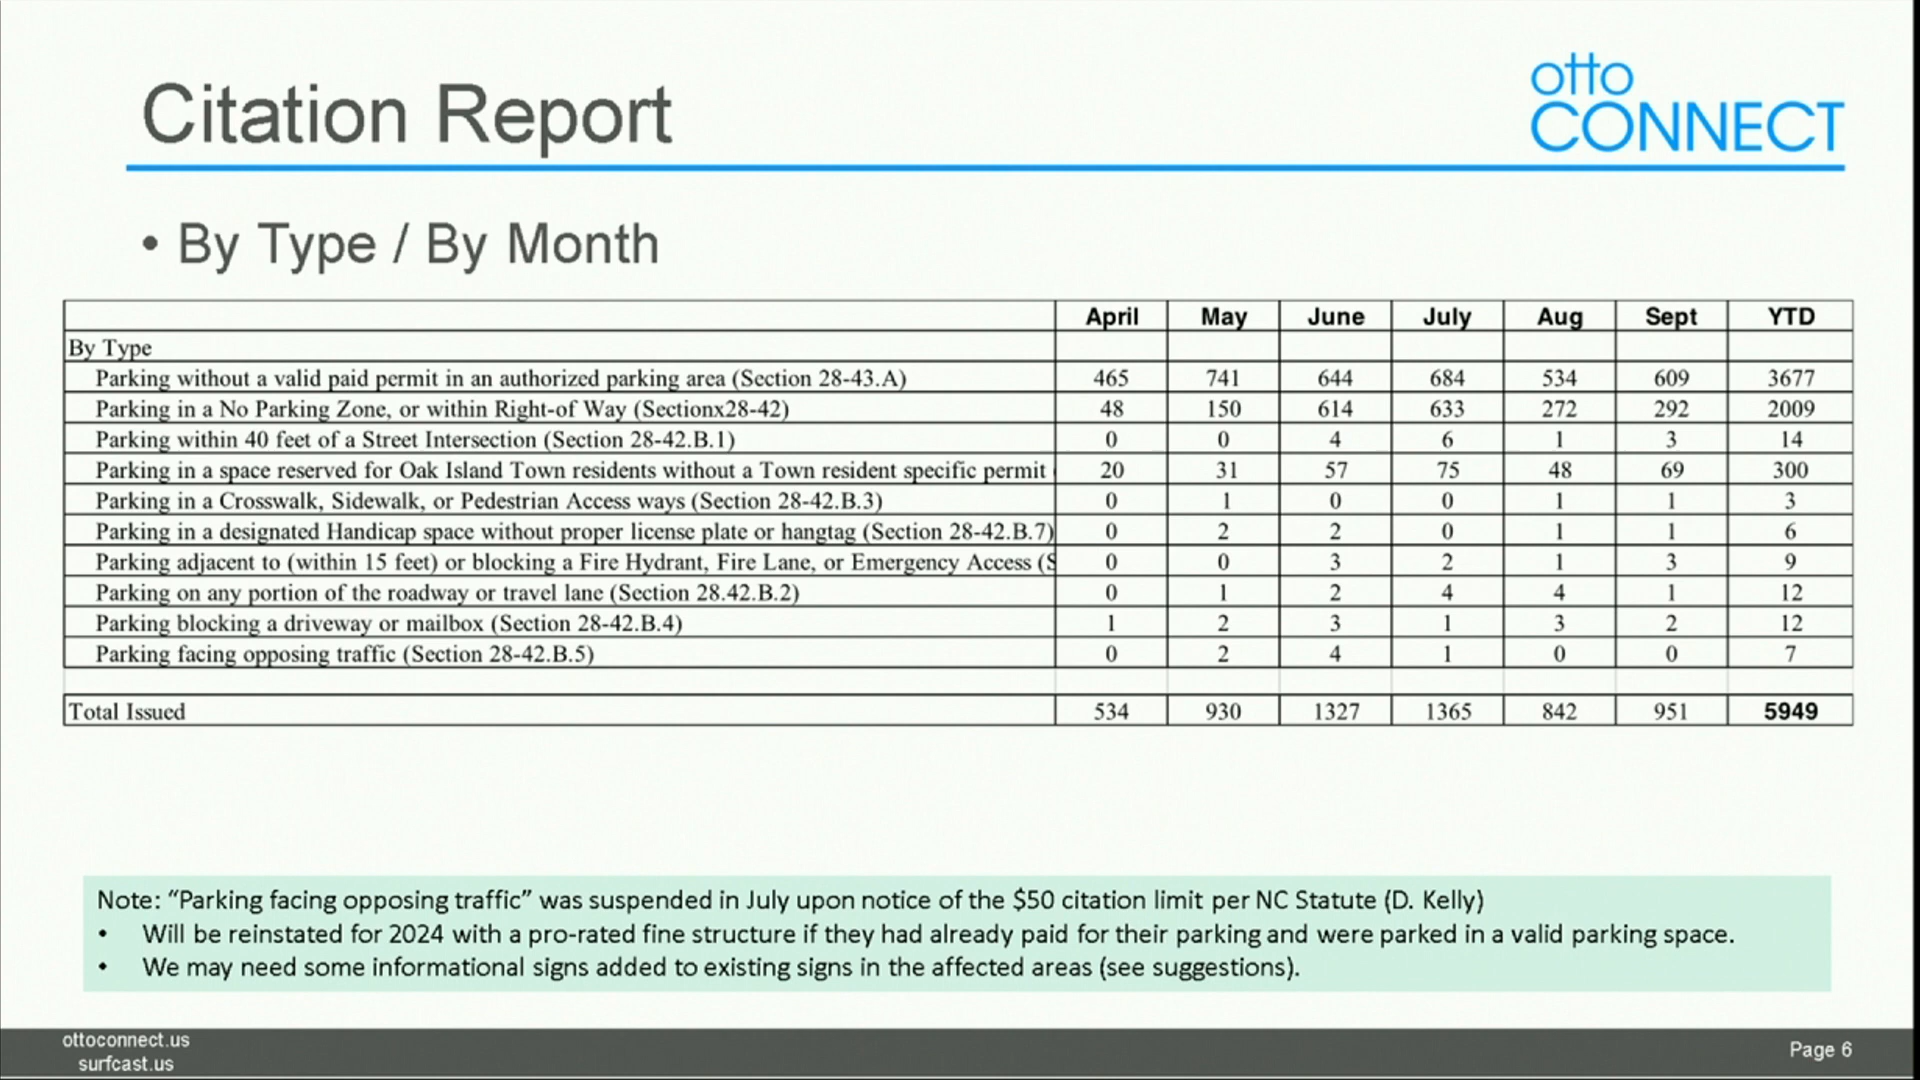 otto
CONNECT
Citation Report
• By Type / By Month
April May June July Aug Sept YTD
By Type
Parking without a valid paid permit in an authorized parking area (Section 28-43.A) 465 741 644 684 534 609 3677
Parking in a No Parking Zone, or within Right-of Way (Sectionx28-42) 48 150 614 633 272 292 2009
Parking within 40 feet of a Street Intersection (Section 28-42.B.1) 0 0 4 6 1 3 14
Parking in a space reserved for Oak Island Town residents without a Town resident specific permit 20 31 57 75 48 69 300
Parking in a Crosswalk, Sidewalk, or Pedestrian Access ways (Section 28-42.B.3) 0 1 0 0 1 1 3
Parking in a designated Handicap space without proper license plate or hangtag (Section 28-42.B.7) 0 2 2 0 1 1 6
Parking adjacent to (within 15 feet) or blocking a Fire Hydrant, Fire Lane, or Emergency Access (S 0 0 3 2 1 3 9
Parking on any portion of the roadway or travel lane (Section 28.42.B.2) 0 1 2 4 4 1 12
Parking blocking a driveway or mailbox (Section 28-42.B.4) 1 2 3 1 3 2 12
Parking facing opposing traffic (Section 28-42.B.5) 0 2 4 1 0 0 7
Total Issued 534 930 1327 1365 842 951 5949
Note: “Parking facing opposing traffic” was suspended in July upon notice of the $50 citation limit per NC Statute (D. Kelly)
• Will be reinstated for 2024 with a pro-rated fine structure if they had already paid for their parking and were parked in a valid parking space.
• We may need some informational signs added to existing signs in the affected areas (see suggestions).
ottoconnect.us
surfcast.us
Page 6